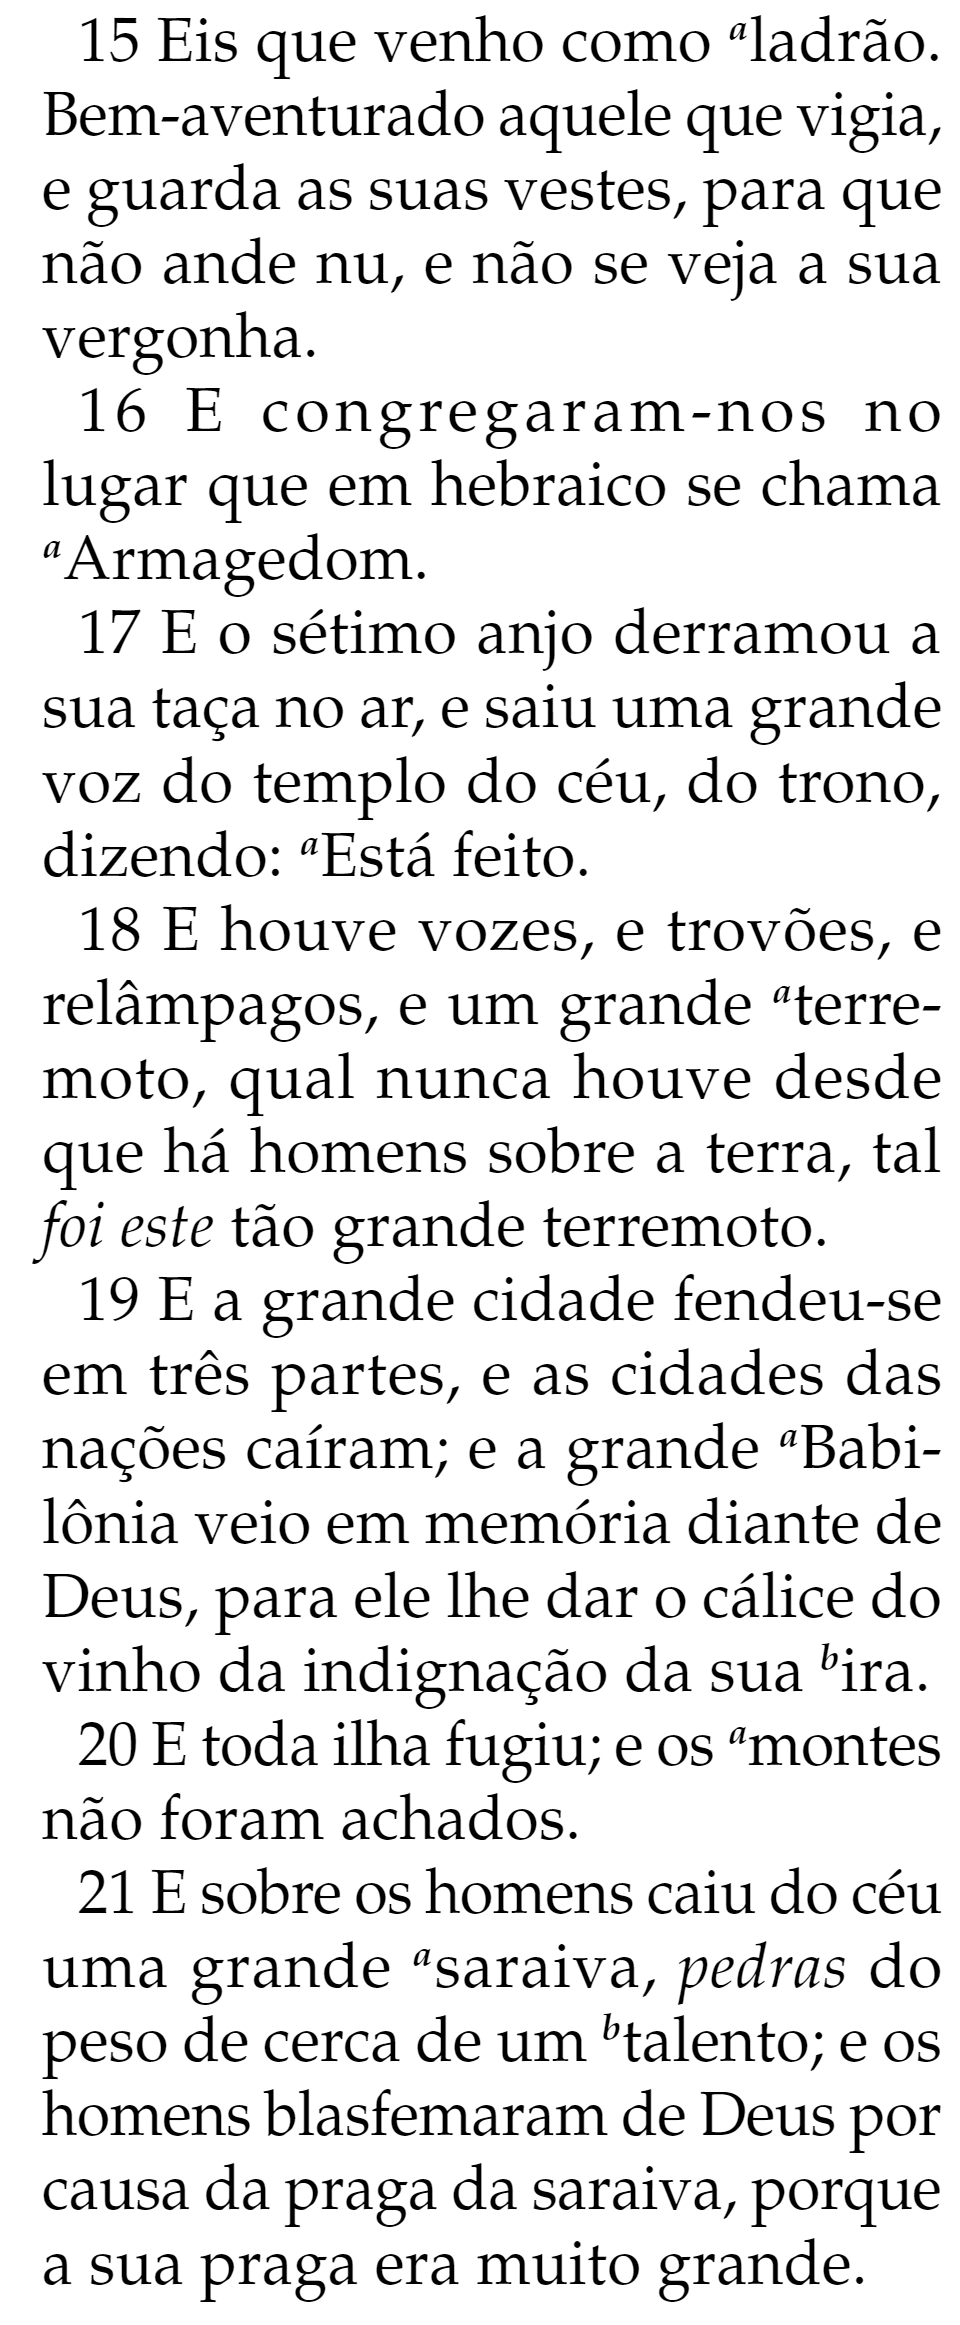 15 Eis que venho como ᵃladrão.
Bem-aventurado aquele que vigia,
e guarda as suas vestes, para que
não ande nu, e não se veja a sua
vergonha.
16 E congregaram-nos no
lugar que em hebraico se chama
ᵃArmagedom.
17 E o sétimo anjo derramou a
sua taça no ar, e saiu uma grande
voz do templo do céu, do trono,
dizendo: ᵃEstá feito.
18 E houve vozes, e trovões, e
relâmpagos, e um grande ᵃterre-
moto, qual nunca houve desde
que há homens sobre a terra, tal
foi este tão grande terremoto.
19 E a grande cidade fendeu-se
em três partes, e as cidades das
nações caíram; e a grande ᵃBabi-
lônia veio em memória diante de
Deus, para ele lhe dar o cálice do
vinho da indignação da sua ᵇira.
20 E toda ilha fugiu; e os ᵃmontes
não foram achados.
21 E sobre os homens caiu do céu
uma grande ᵃsaraiva, pedras do
peso de cerca de um ᵇtalento; e os
homens blasfemaram de Deus por
causa da praga da saraiva, porque
a sua praga era muito grande.